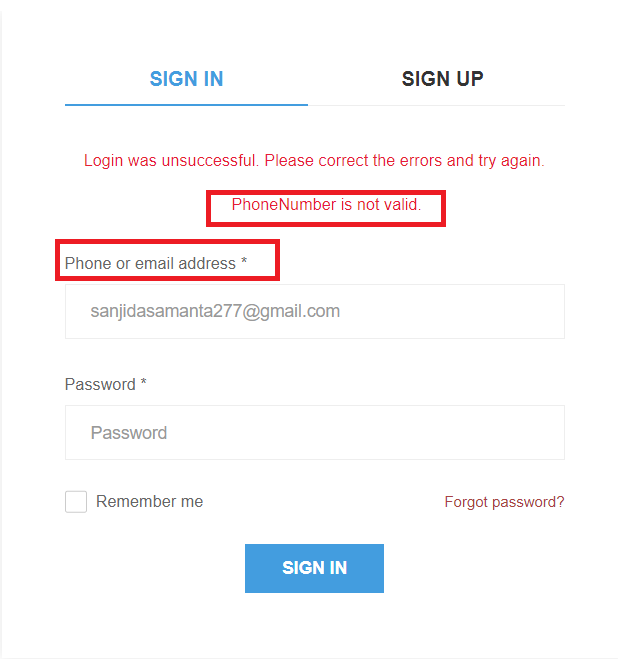 SIGN IN SIGN UP
Login was unsuccessful. Please correct the errors and try again.
PhoneNumber is not valid.
Phone or email address *
sanjidasamanta277@gmail.com
Password *
Password
Remember me Forgot password?
SIGN IN